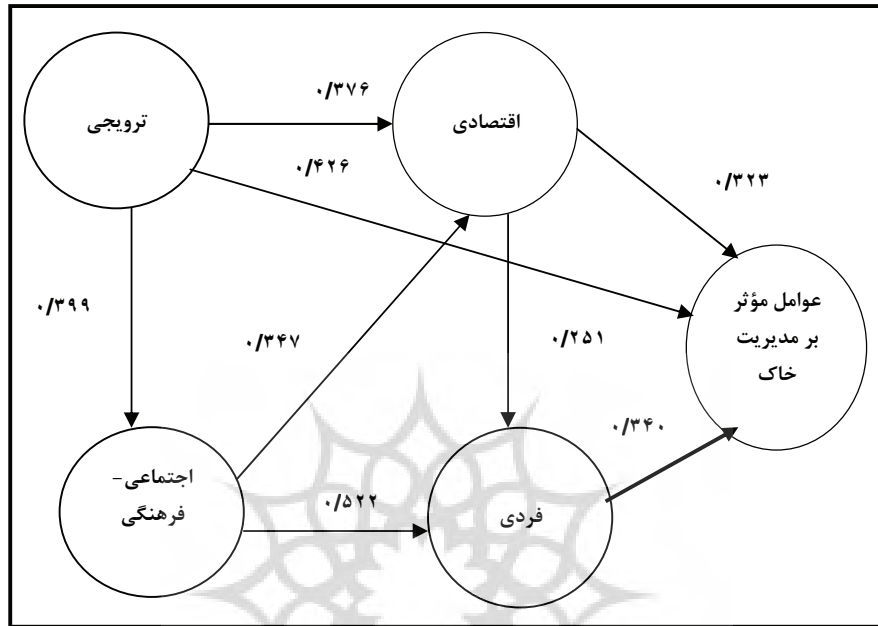 ۰/۳۷۶
ترویجی
اقتصادی
۰/۴۲۶
۰/۳۲۳
۰/۳۹۹
عوامل مؤثر
بر مدیریت
خاک
۰/۳۴۷
۰/۲۵۱
۰/۳۴۰
اجتماعی-
فرهنگی
۰/۵۲۲
فردی